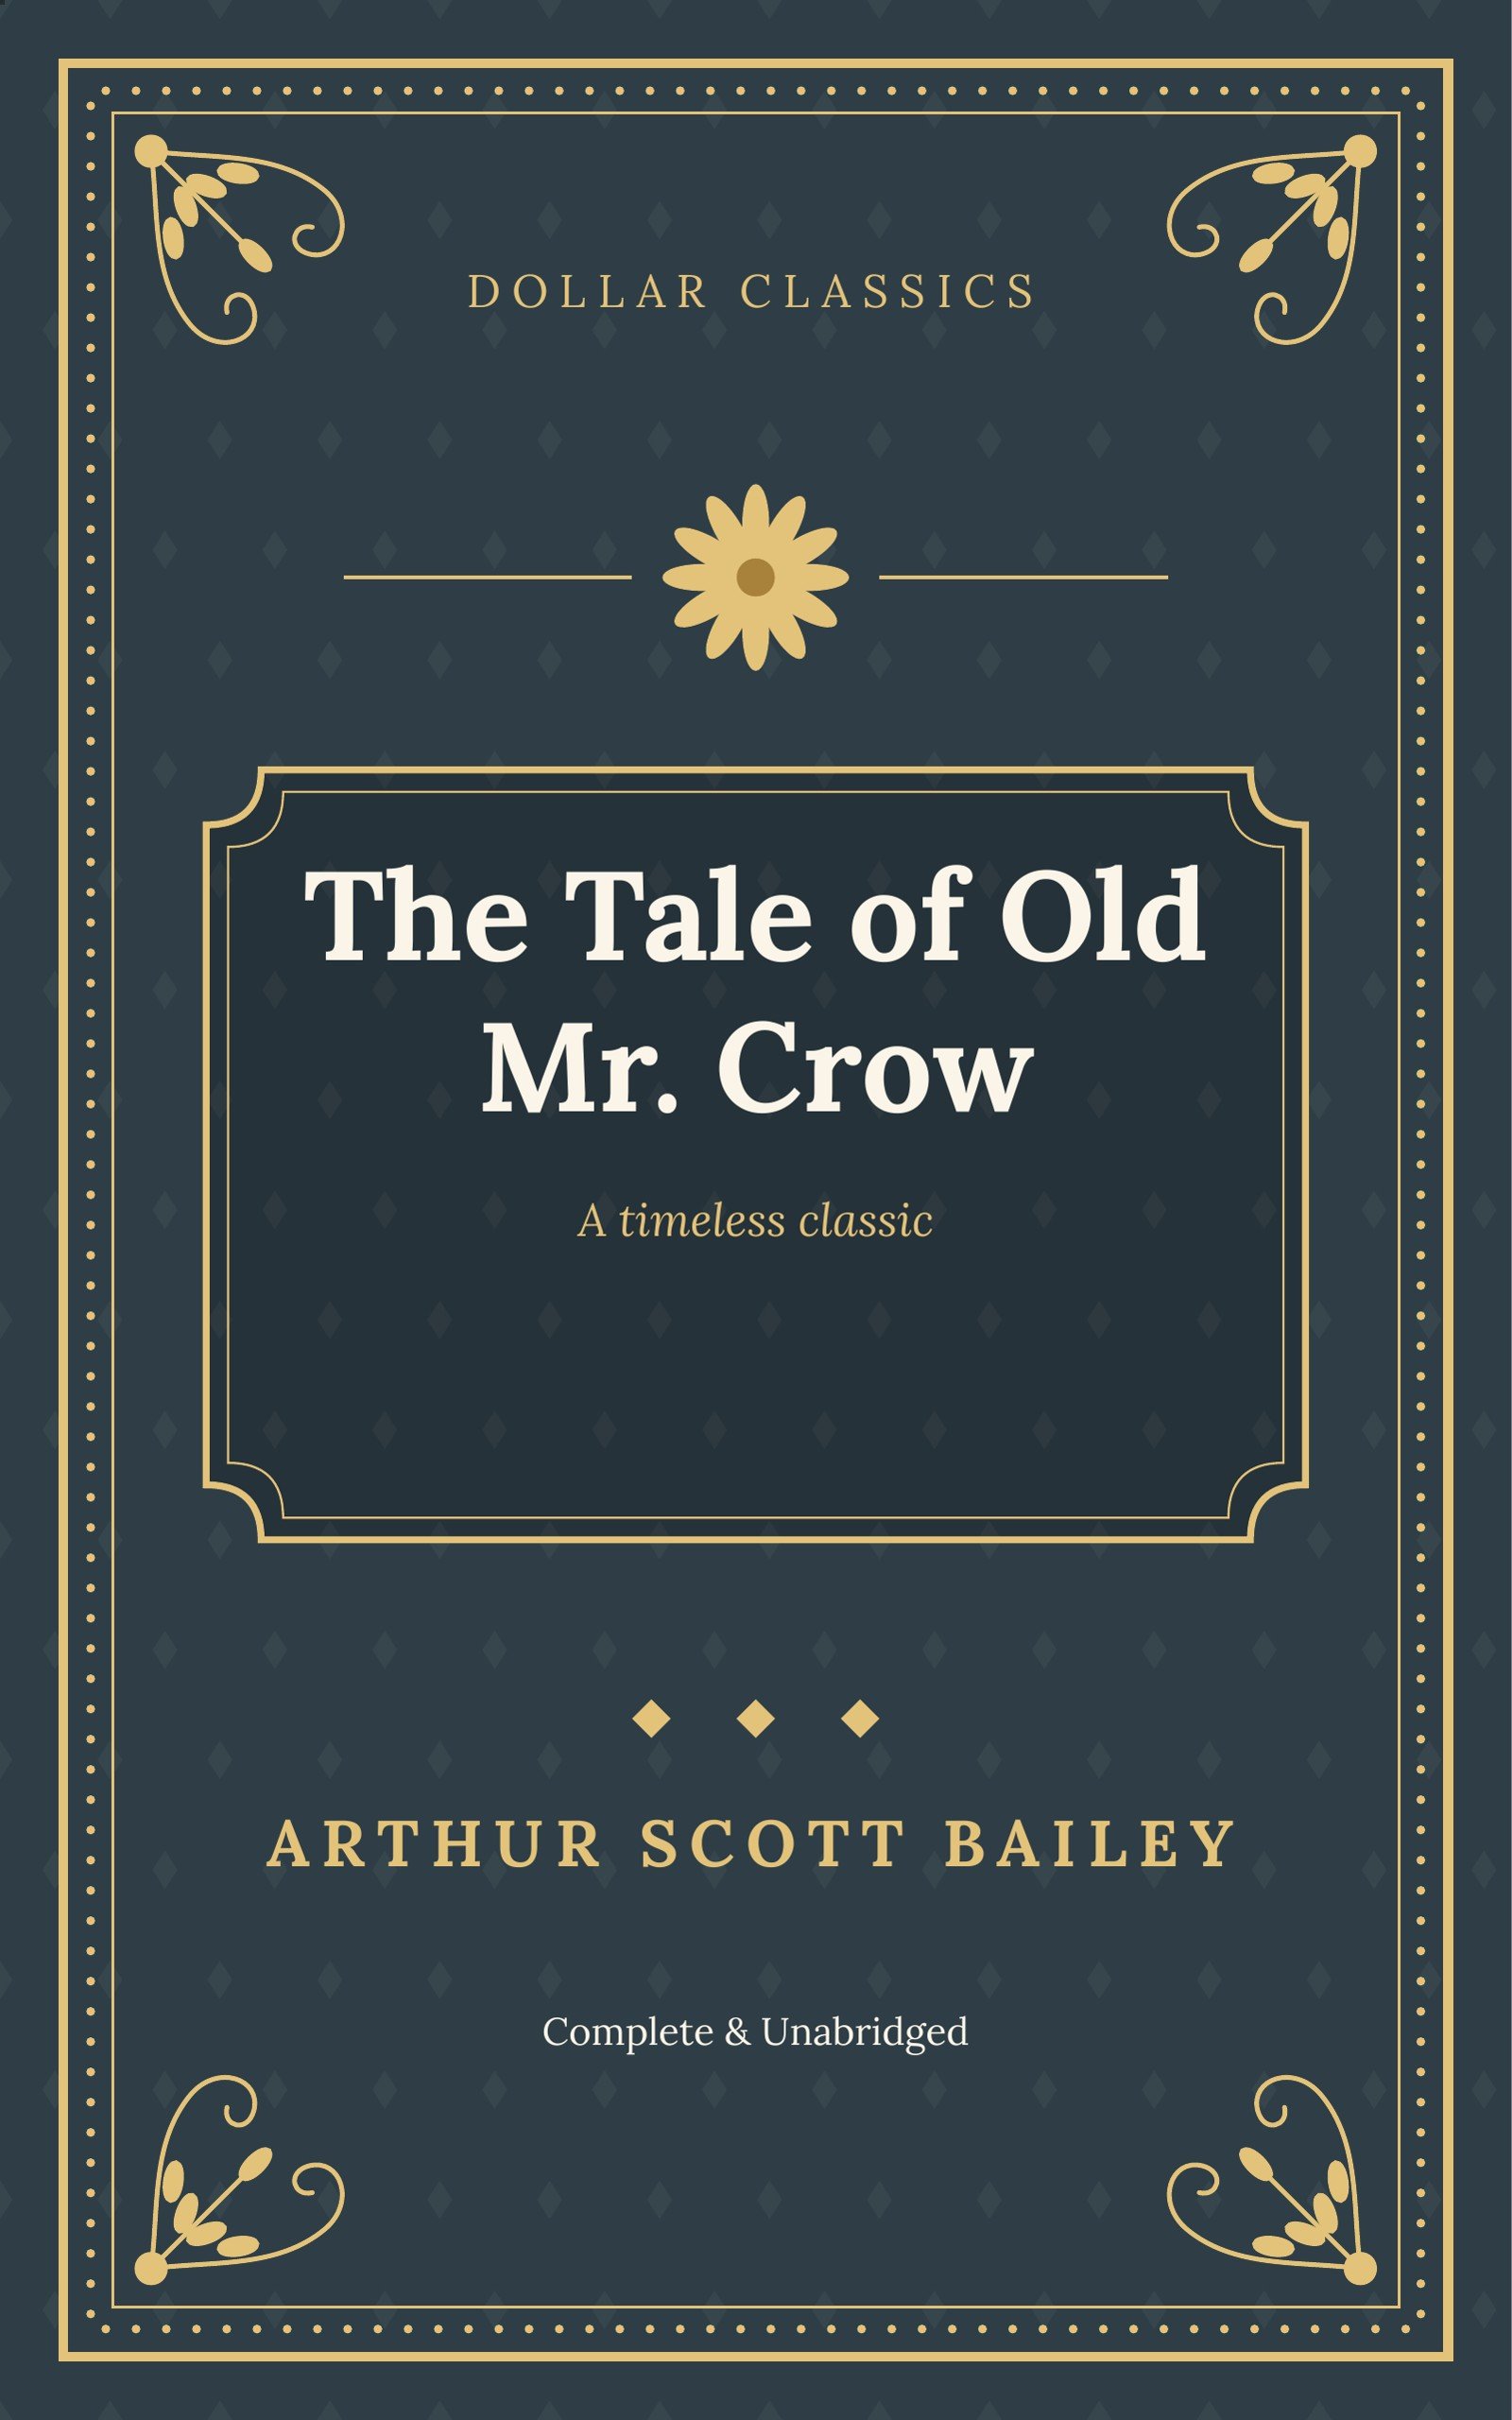 DOLLAR CLASSICS
The Tale of Old
Mr. Crow
A timeless classic
ARTHUR SCOTT BAILEY
Complete & Unabridged